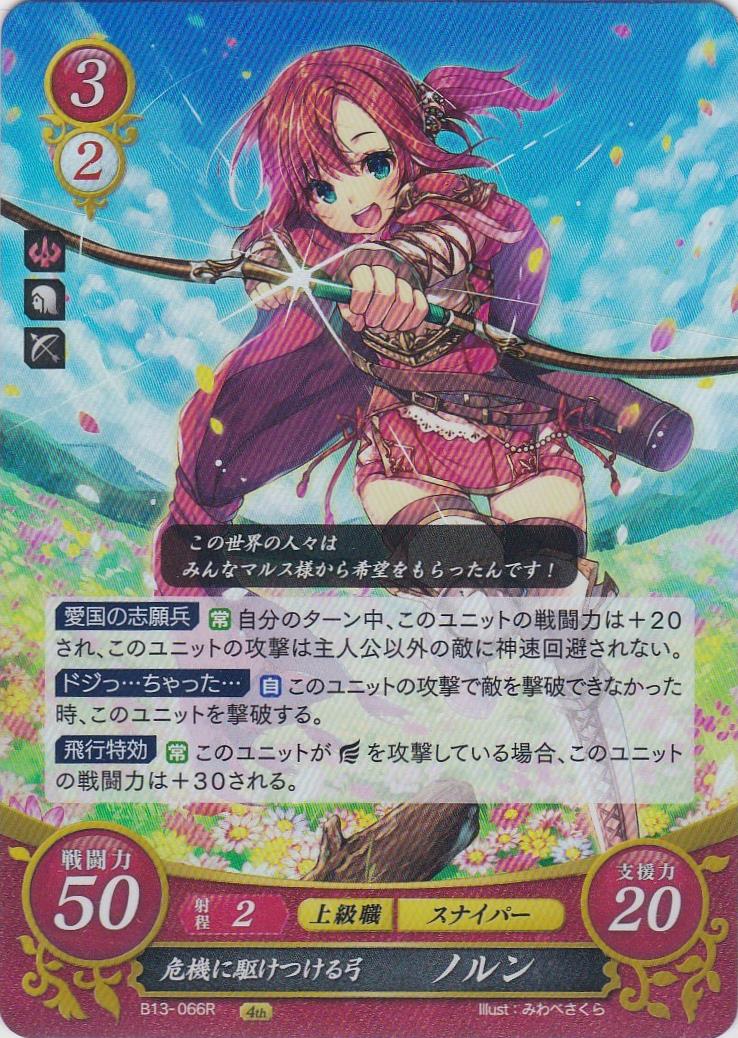 3
2
この世界の人々は
みんなマルス様から希望をもらったんです！
愛国の志願兵 常 自分のターン中、このユニットの戦闘力は＋20
され、このユニットの攻撃は主人公以外の敵に神速回避されない。
ドジっ…ちゃった… 自 このユニットの攻撃で敵を撃破できなかった
時、このユニットを撃破する。
飛行特効 常 このユニットが を攻撃している場合、このユニット
の戦闘力は＋30される。
戦闘力
50
射程 2
上級職 スナイパー
支援力
20
危機に駆けつける弓 ノルン
B13-066R 4th Illust：みわべさくら